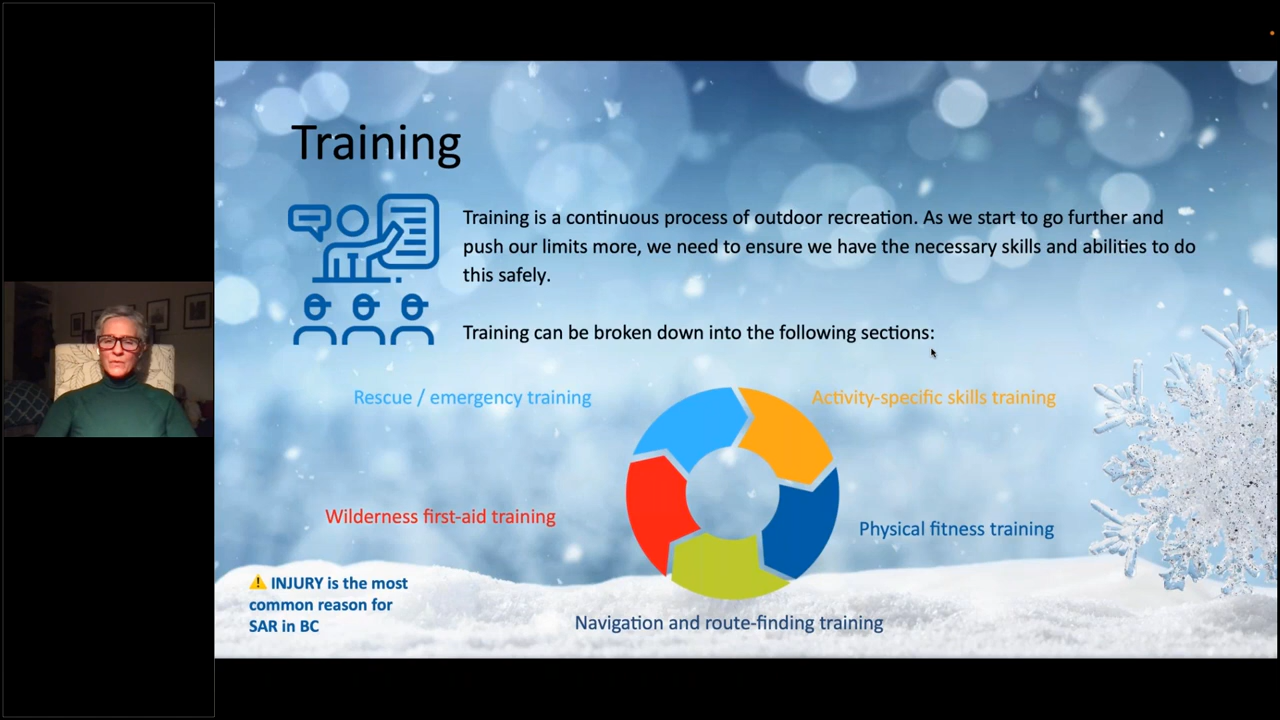 Training
Training is a continuous process of outdoor recreation. As we start to go further and
push our limits more, we need to ensure we have the necessary skills and abilities to do
this safely.
Training can be broken down into the following sections:
Rescue / emergency training
Activity-specific skills training
Wilderness first-aid training
Physical fitness training
⚠ INJURY is the most
common reason for
SAR in BC
Navigation and route-finding training